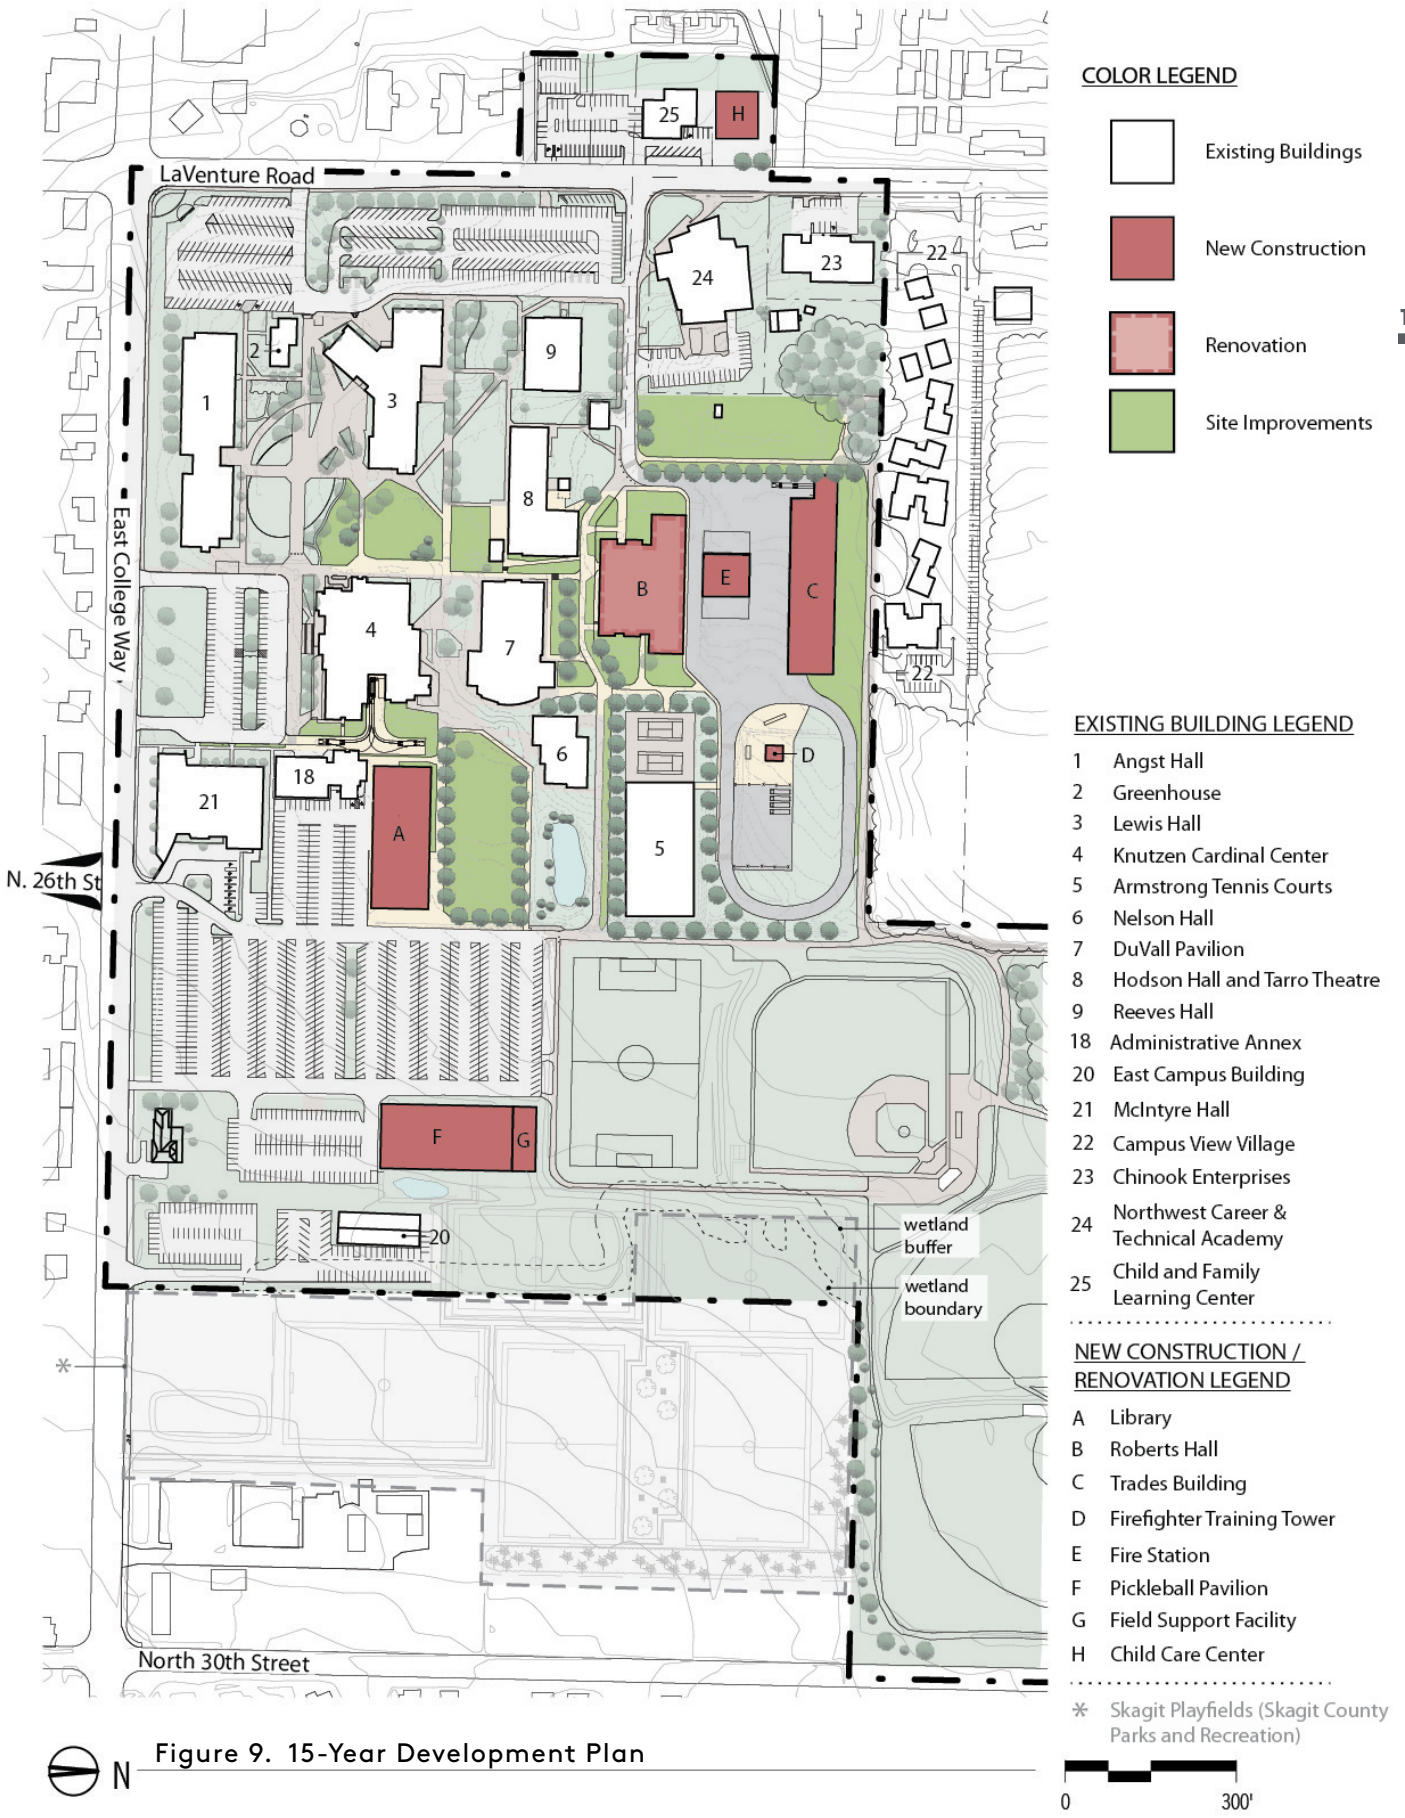 25
H
LaVenture Road
24
23
22
2
1
3
9
8
East College Way
B
E
C
4
7
6
D
18
21
A
5
N. 26th St
F
G
20
wetland
buffer
wetland
boundary
*
North 30th Street
COLOR LEGEND
Existing Buildings
New Construction
Renovation
Site Improvements
22
EXISTING BUILDING LEGEND
1 Angst Hall
2 Greenhouse
3 Lewis Hall
4 Knutzen Cardinal Center
5 Armstrong Tennis Courts
6 Nelson Hall
7 DuVall Pavilion
8 Hodson Hall and Tarro Theatre
9 Reeves Hall
18 Administrative Annex
20 East Campus Building
21 McIntyre Hall
22 Campus View Village
23 Chinook Enterprises
24 Northwest Career &
Technical Academy
25 Child and Family
Learning Center
NEW CONSTRUCTION /
RENOVATION LEGEND
A Library
B Roberts Hall
C Trades Building
D Firefighter Training Tower
E Fire Station
F Pickleball Pavilion
G Field Support Facility
H Child Care Center
* Skagit Playfields (Skagit County
Parks and Recreation)
0 300'
N
Figure 9. 15-Year Development Plan